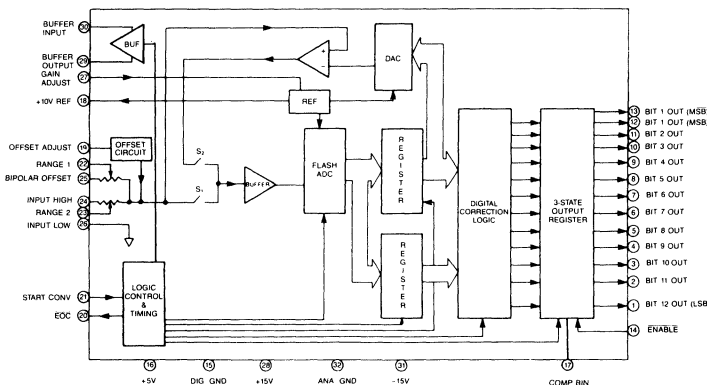 BUFFER INPUT 30
BUF
BUFFER OUTPUT 29
GAIN ADJUST 27
+10V REF 18
OFFSET ADJUST 19
OFFSET CIRCUIT
RANGE 1 22
BIPOLAR OFFSET 25
INPUT HIGH 24
RANGE 2 23
INPUT LOW 26
START CONV 21
EOC 20
LOGIC CONTROL & TIMING
+
−
DAC
REF
S2
S1
BUFFER
FLASH ADC
REGISTER
REGISTER
DIGITAL CORRECTION LOGIC
3-STATE OUTPUT REGISTER
13 BIT 1 OUT (MSB
12 BIT 1 OUT (MSB)
11 BIT 2 OUT
10 BIT 3 OUT
9 BIT 4 OUT
8 BIT 5 OUT
7 BIT 6 OUT
6 BIT 7 OUT
5 BIT 8 OUT
4 BIT 9 OUT
3 BIT 10 OUT
2 BIT 11 OUT
1 BIT 12 OUT (LSB
14 ENABLE
16 +5V
15 DIG GND
28 +15V
32 ANA GND
31 -15V
17 COMP BIN